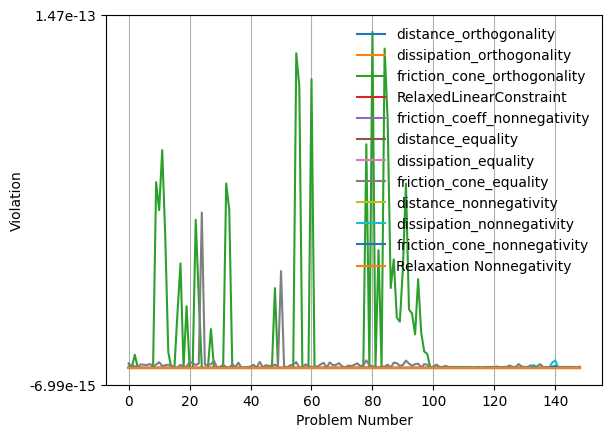 1.47e-13
distance_orthogonality
dissipation_orthogonality
friction_cone_orthogonality
RelaxedLinearConstraint
friction_coeff_nonnegativity
distance_equality
dissipation_equality
friction_cone_equality
distance_nonnegativity
dissipation_nonnegativity
friction_cone_nonnegativity
Relaxation Nonnegativity
Violation
-6.99e-15
0 20 40 60 80 100 120 140
Problem Number